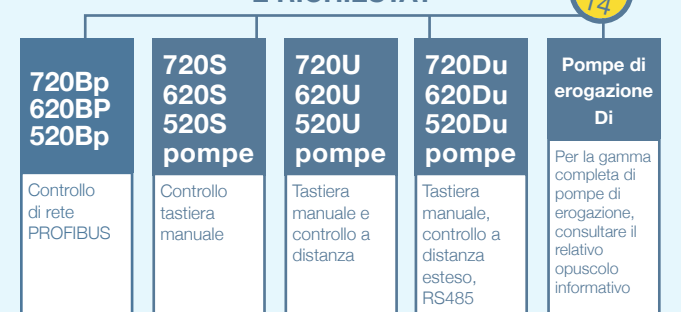 14
720Bp
620BP
520Bp
Controllo
di rete
PROFIBUS
720S
620S
520S
pompe
Controllo
tastiera
manuale
720U
620U
520U
pompe
Tastiera
manuale e
controllo a
distanza
720Du
620Du
520Du
pompe
Tastiera
manuale,
controllo a
distanza
esteso,
RS485
Pompe di
erogazione
Di
Per la gamma
completa di
pompe di
erogazione,
consultare il
relativo
opuscolo
informativo